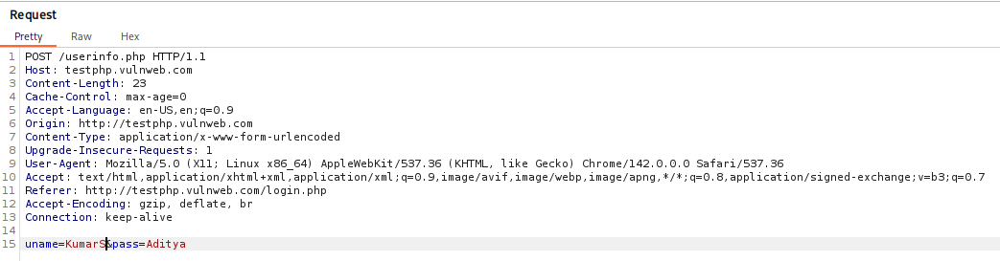 Request
Pretty Raw Hex
1 POST /userinfo.php HTTP/1.1
2 Host: testphp.vulnweb.com
3 Content-Length: 23
4 Cache-Control: max-age=0
5 Accept-Language: en-US,en;q=0.9
6 Origin: http://testphp.vulnweb.com
7 Content-Type: application/x-www-form-urlencoded
8 Upgrade-Insecure-Requests: 1
9 User-Agent: Mozilla/5.0 (X11; Linux x86_64) AppleWebKit/537.36 (KHTML, like Gecko) Chrome/142.0.0.0 Safari/537.36
10 Accept: text/html,application/xhtml+xml,application/xml;q=0.9,image/avif,image/webp,image/apng,*/*;q=0.8,application/signed-exchange;v=b3;q=0.7
11 Referer: http://testphp.vulnweb.com/login.php
12 Accept-Encoding: gzip, deflate, br
13 Connection: keep-alive
14
15 uname=KumarS&pass=Aditya